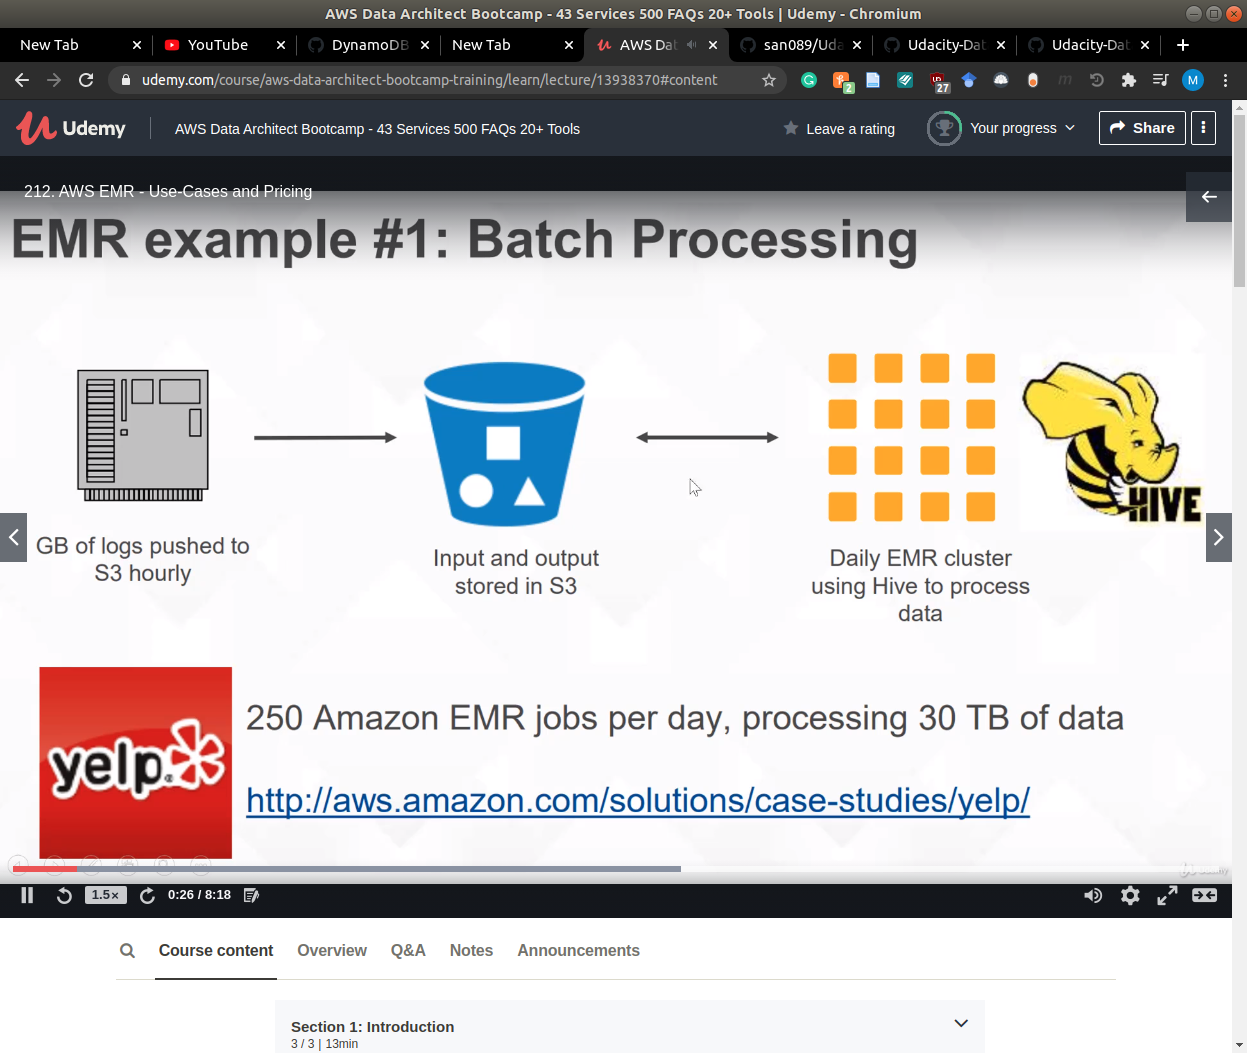 AWS Data Architect Bootcamp - 43 Services 500 FAQs 20+ Tools | Udemy - Chromium
New Tab
YouTube
DynamoDB
New Tab
AWS Dat
san089/Uda
Udacity-Dat
Udacity-Dat
udemy.com/course/aws-data-architect-bootcamp-training/learn/lecture/13938370#content
2
27
M
Udemy
AWS Data Architect Bootcamp - 43 Services 500 FAQs 20+ Tools
Leave a rating
Your progress
Share
212. AWS EMR - Use-Cases and Pricing
EMR example #1: Batch Processing
HIVE
GB of logs pushed to
S3 hourly
Input and output
stored in S3
Daily EMR cluster
using Hive to process
data
yelp
250 Amazon EMR jobs per day, processing 30 TB of data
http://aws.amazon.com/solutions/case-studies/yelp/
Udemy
1.5×
0:26 / 8:18
Course content
Overview
Q&A
Notes
Announcements
Section 1: Introduction
3 / 3 | 13min